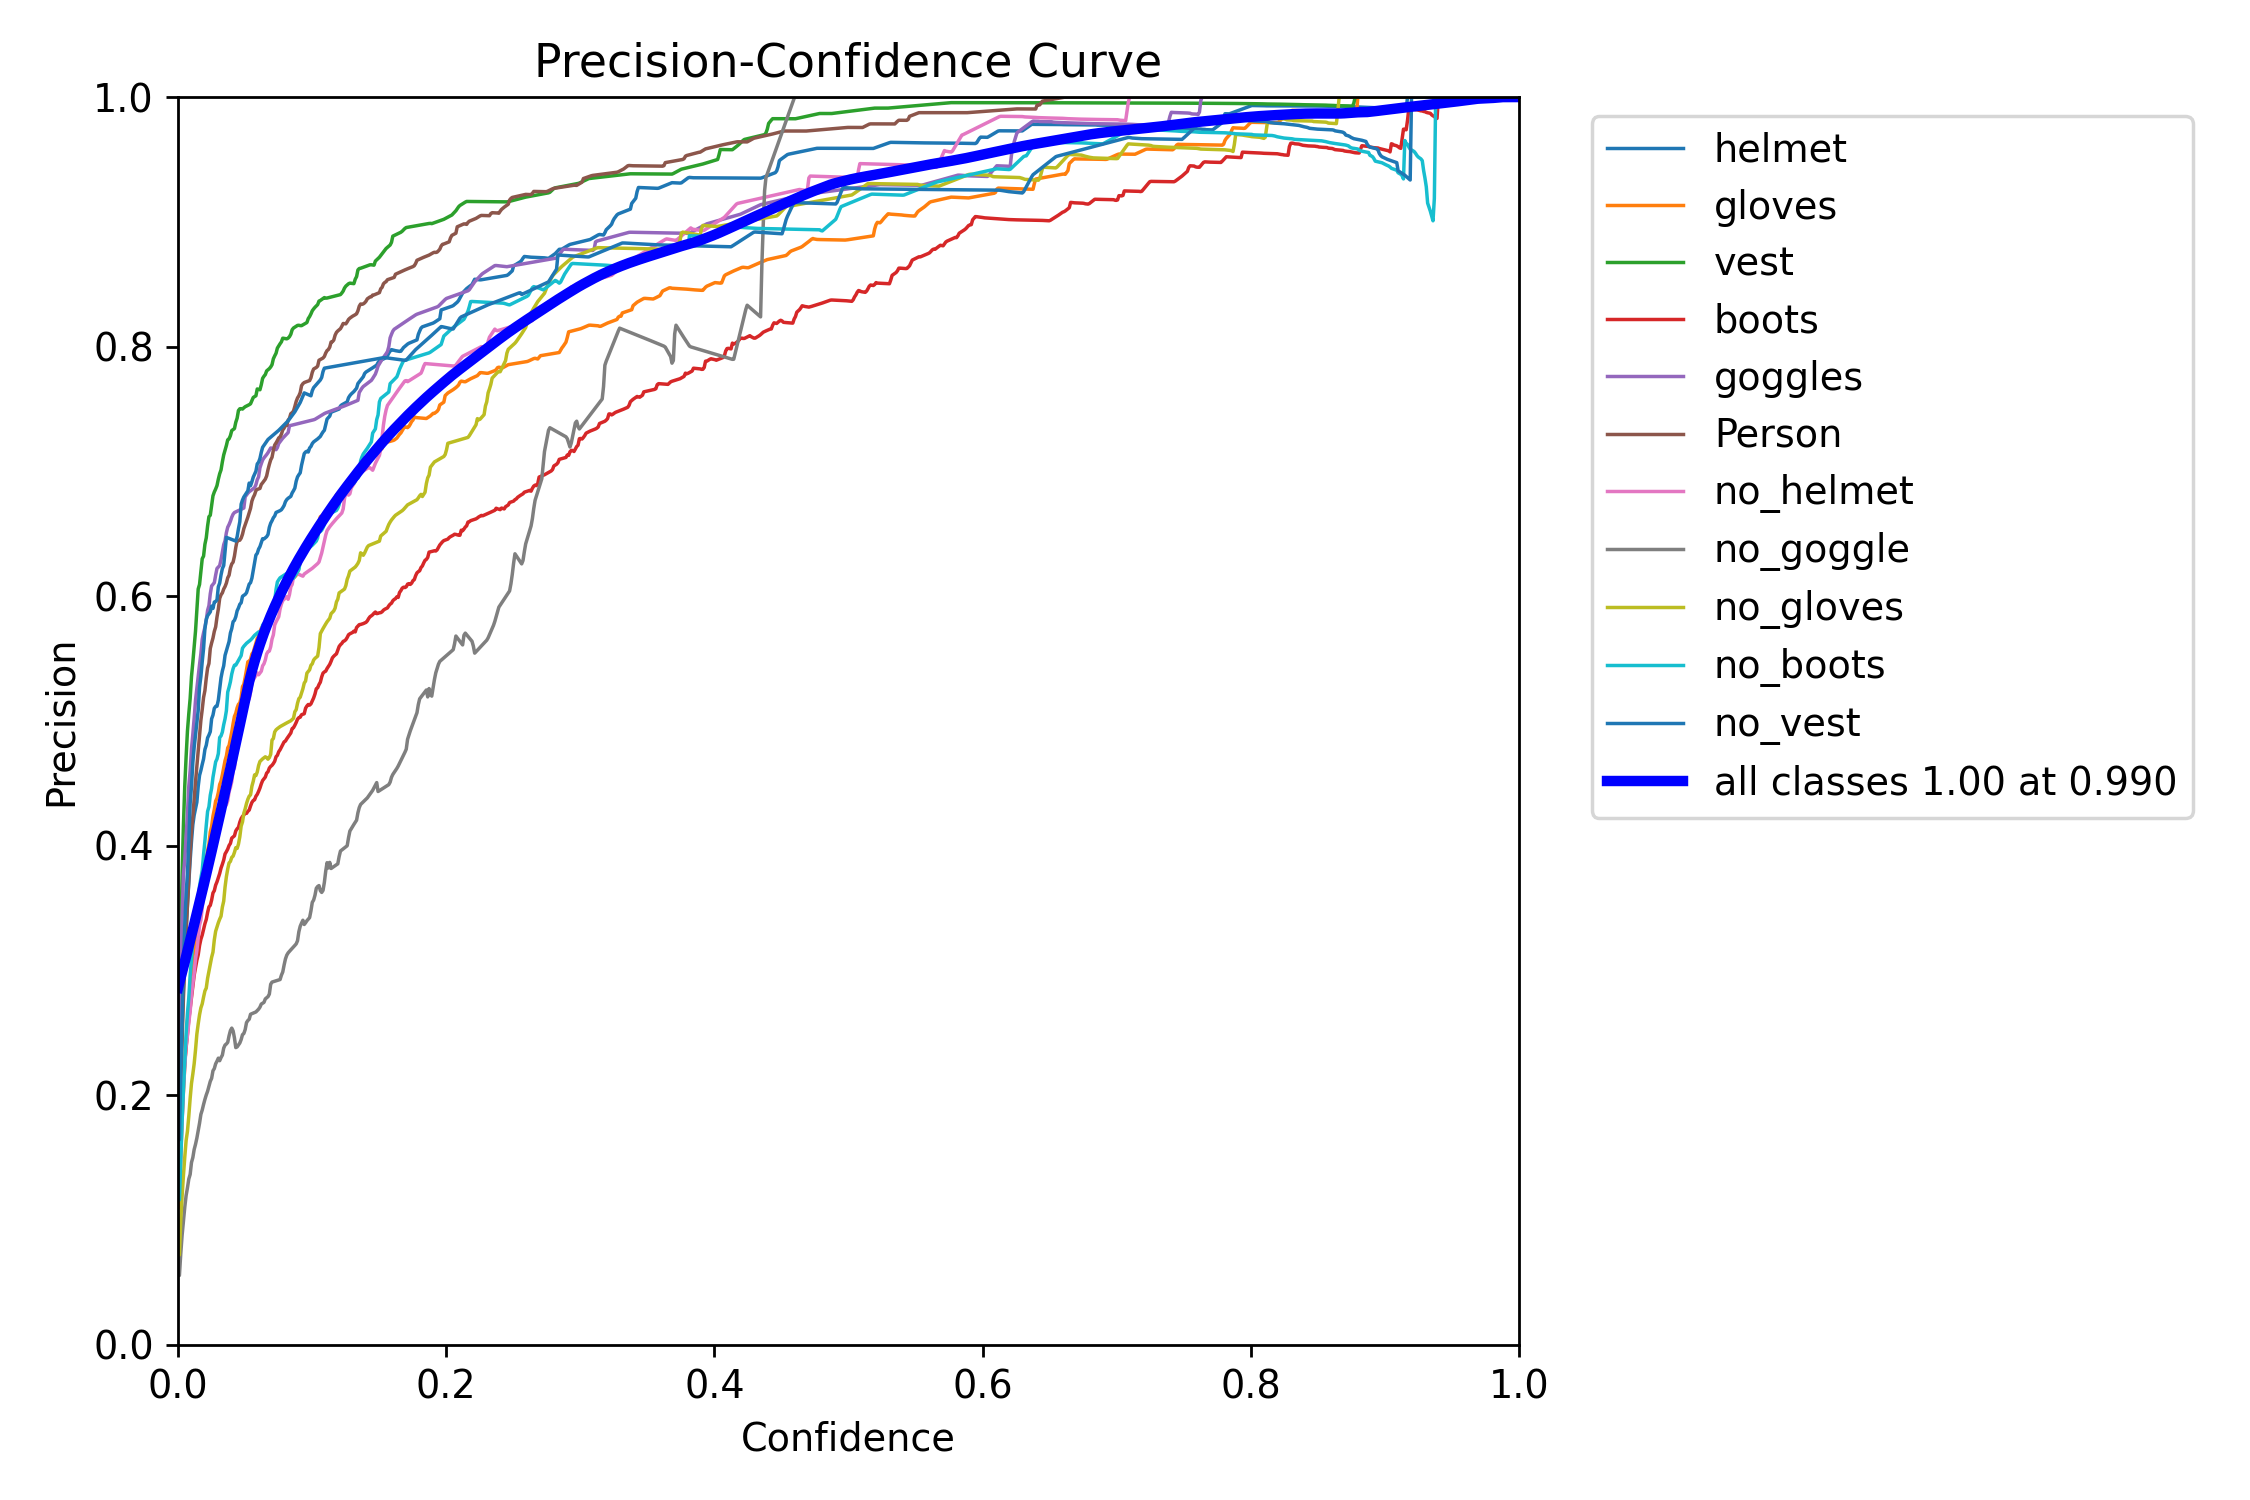 Precision-Confidence Curve
1.0
0.8
0.6
0.4
0.2
0.0
Precision
0.0 0.2 0.4 0.6 0.8 1.0
Confidence
helmet
gloves
vest
boots
goggles
Person
no_helmet
no_goggle
no_gloves
no_boots
no_vest
all classes 1.00 at 0.990